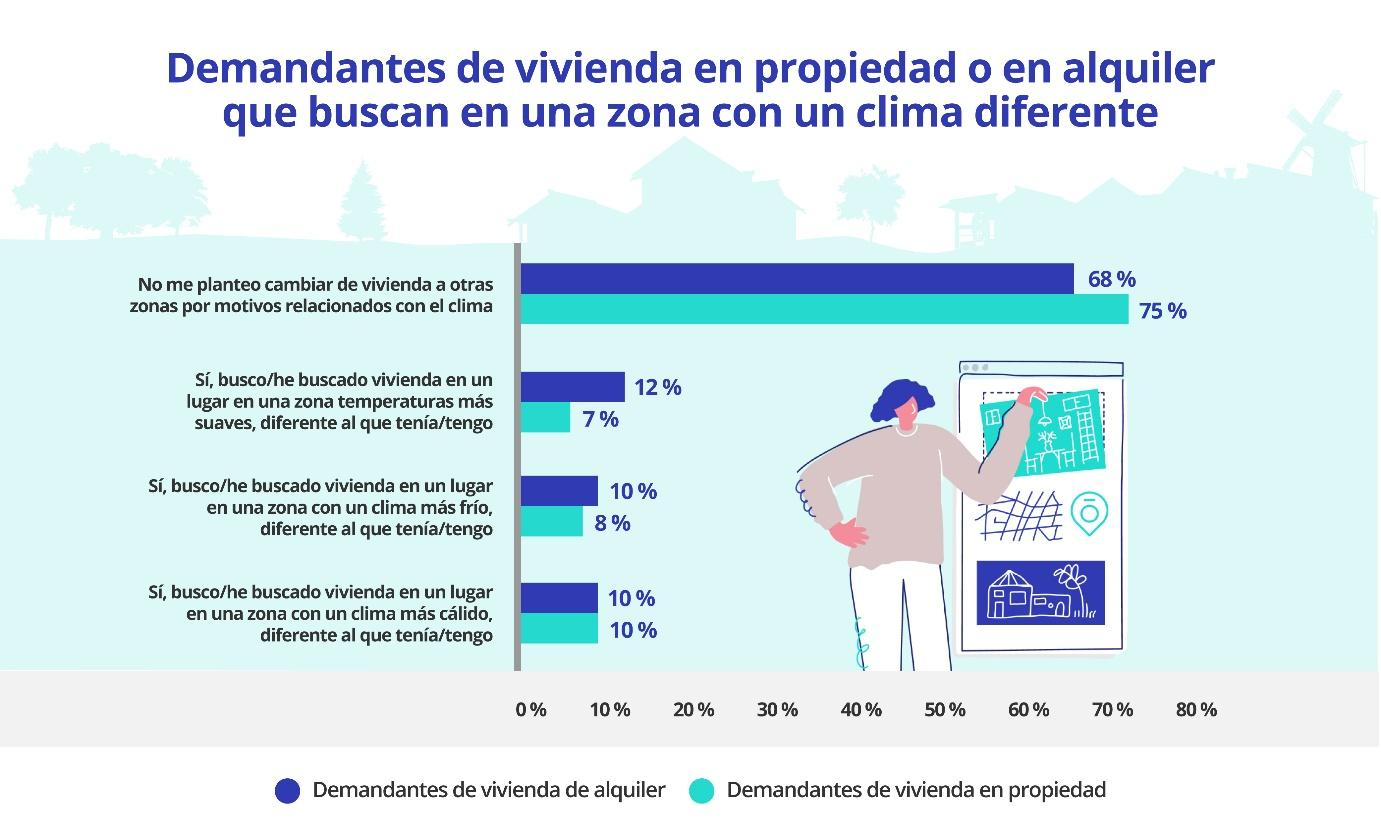 Demandantes de vivienda en propiedad o en alquiler
que buscan en una zona con un clima diferente
No me planteo cambiar de vivienda a otras
zonas por motivos relacionados con el clima
68 %
75 %
Sí, busco/he buscado vivienda en un
lugar en una zona temperaturas más
suaves, diferente al que tenía/tengo
12 %
7 %
Sí, busco/he buscado vivienda en un lugar
en una zona con un clima más frío,
diferente al que tenía/tengo
10 %
8 %
Sí, busco/he buscado vivienda en un lugar
en una zona con un clima más cálido,
diferente al que tenía/tengo
10 %
10 %
0 % 10 % 20 % 30 % 40 % 50 % 60 % 70 % 80 %
Demandantes de vivienda de alquiler Demandantes de vivienda en propiedad